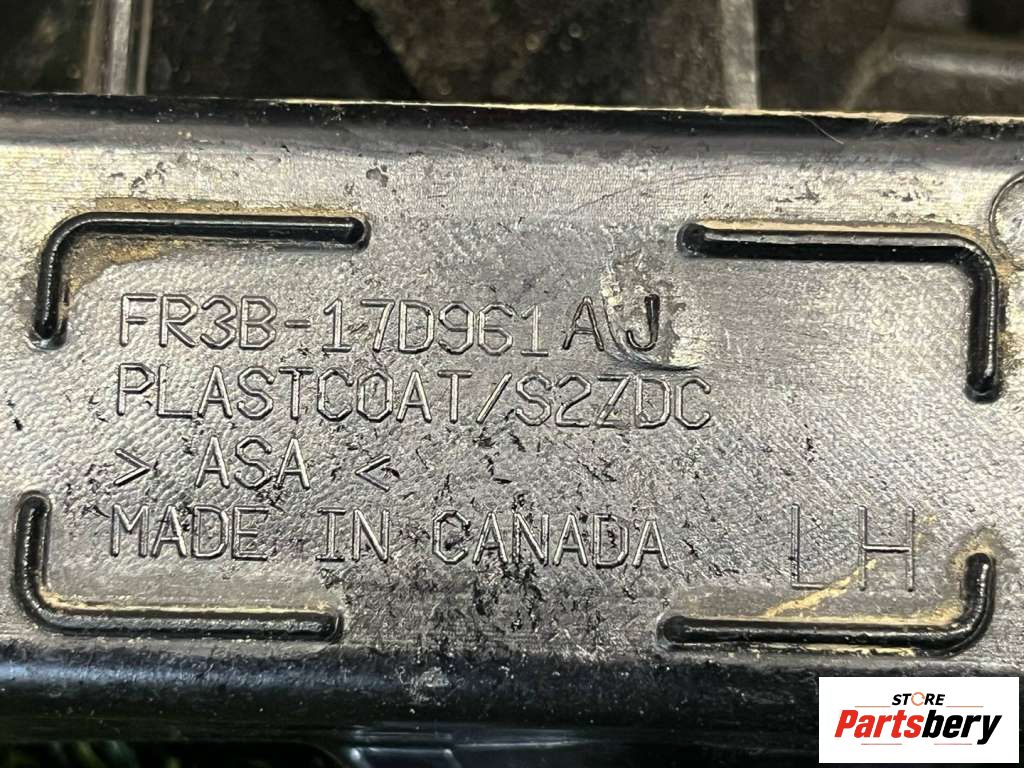 FR3B-17D961AJ
PLASTCOAT/S2ZDC
> ASA <
MADE IN CANADA LH
STORE
Partsbery